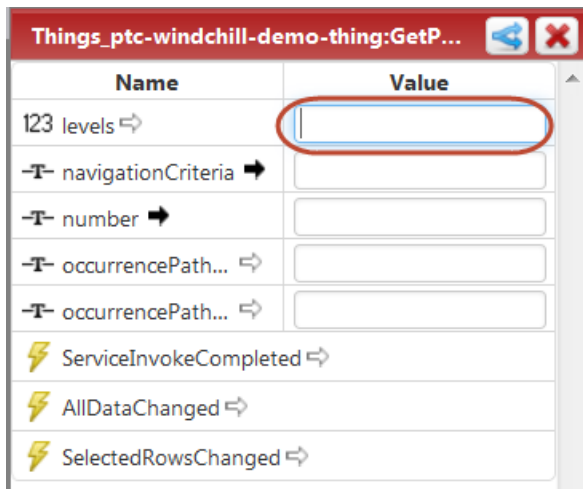 Things_ptc-windchill-demo-thing:GetP...
Name Value
123 levels
-T- navigationCriteria
-T- number
-T- occurrencePath...
-T- occurrencePath...
ServiceInvokeCompleted
AllDataChanged
SelectedRowsChanged